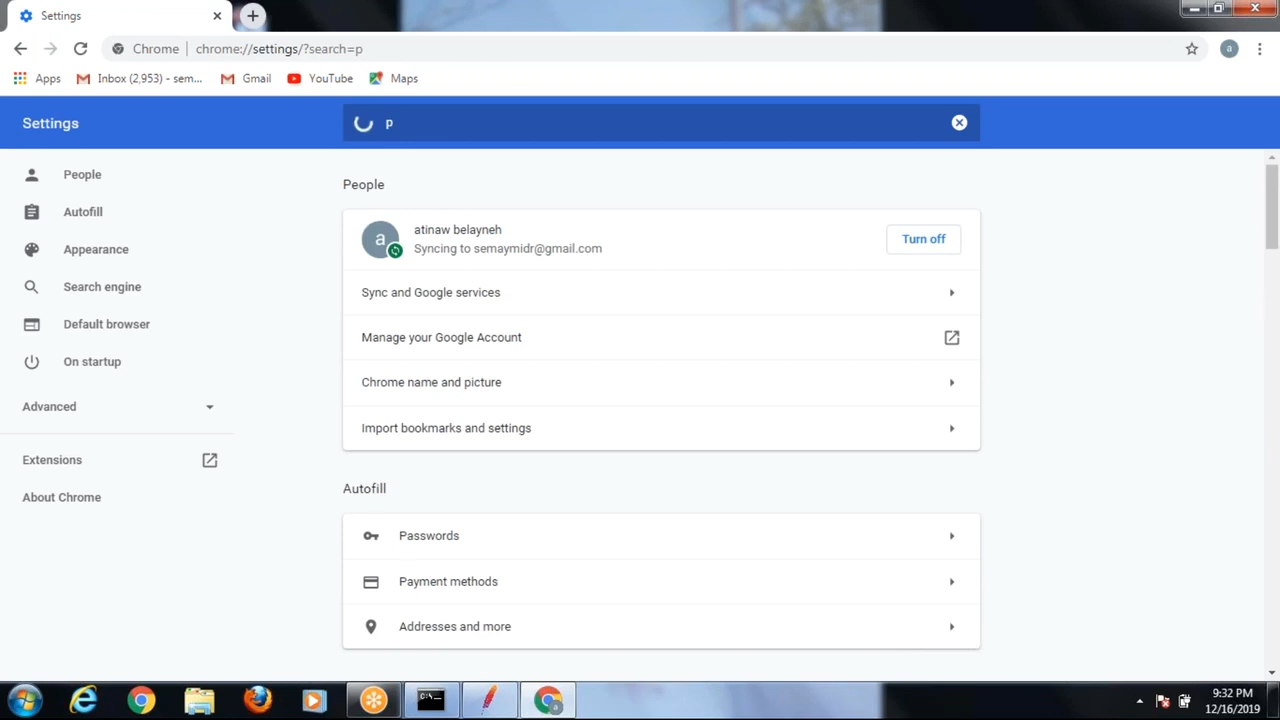 Settings
Chrome chrome://settings/?search=p
a
Apps Inbox (2,953) - sem... Gmail YouTube Maps
Settings
p
People
Autofill
Appearance
Search engine
Default browser
On startup
Advanced
Extensions
About Chrome
People
a
atinaw belayneh
Syncing to semaymidr@gmail.com
Turn off
Sync and Google services
Manage your Google Account
Chrome name and picture
Import bookmarks and settings
Autofill
Passwords
Payment methods
Addresses and more
C:\.
a
9:32 PM
12/16/2019